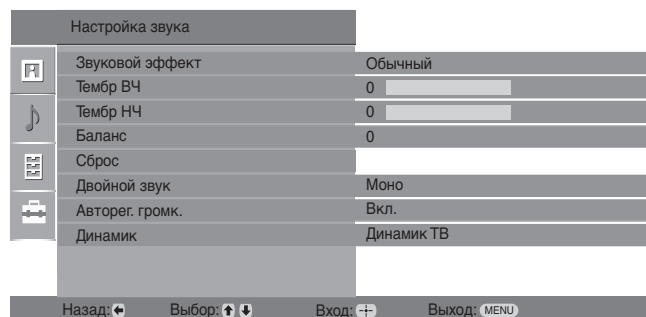 Настройка звука
Звуковой эффект Обычный
Тембр ВЧ 0
Тембр НЧ 0
Баланс 0
Сброс
Двойной звук Моно
Авторег. громк. Вкл.
Динамик Динамик ТВ
Назад: Выбор: Вход: Выход: MENU